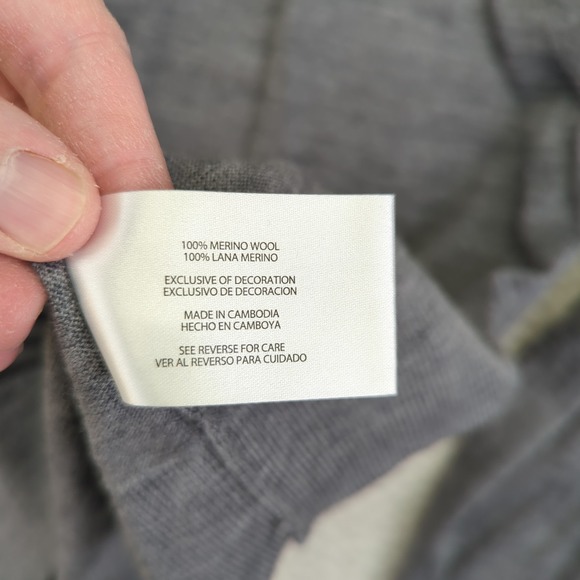 100% MERINO WOOL
100% LANA MERINO
EXCLUSIVE OF DECORATION
EXCLUSIVO DE DECORACION
MADE IN CAMBODIA
HECHO EN CAMBOYA
SEE REVERSE FOR CARE
VER AL REVERSO PARA CUIDADO